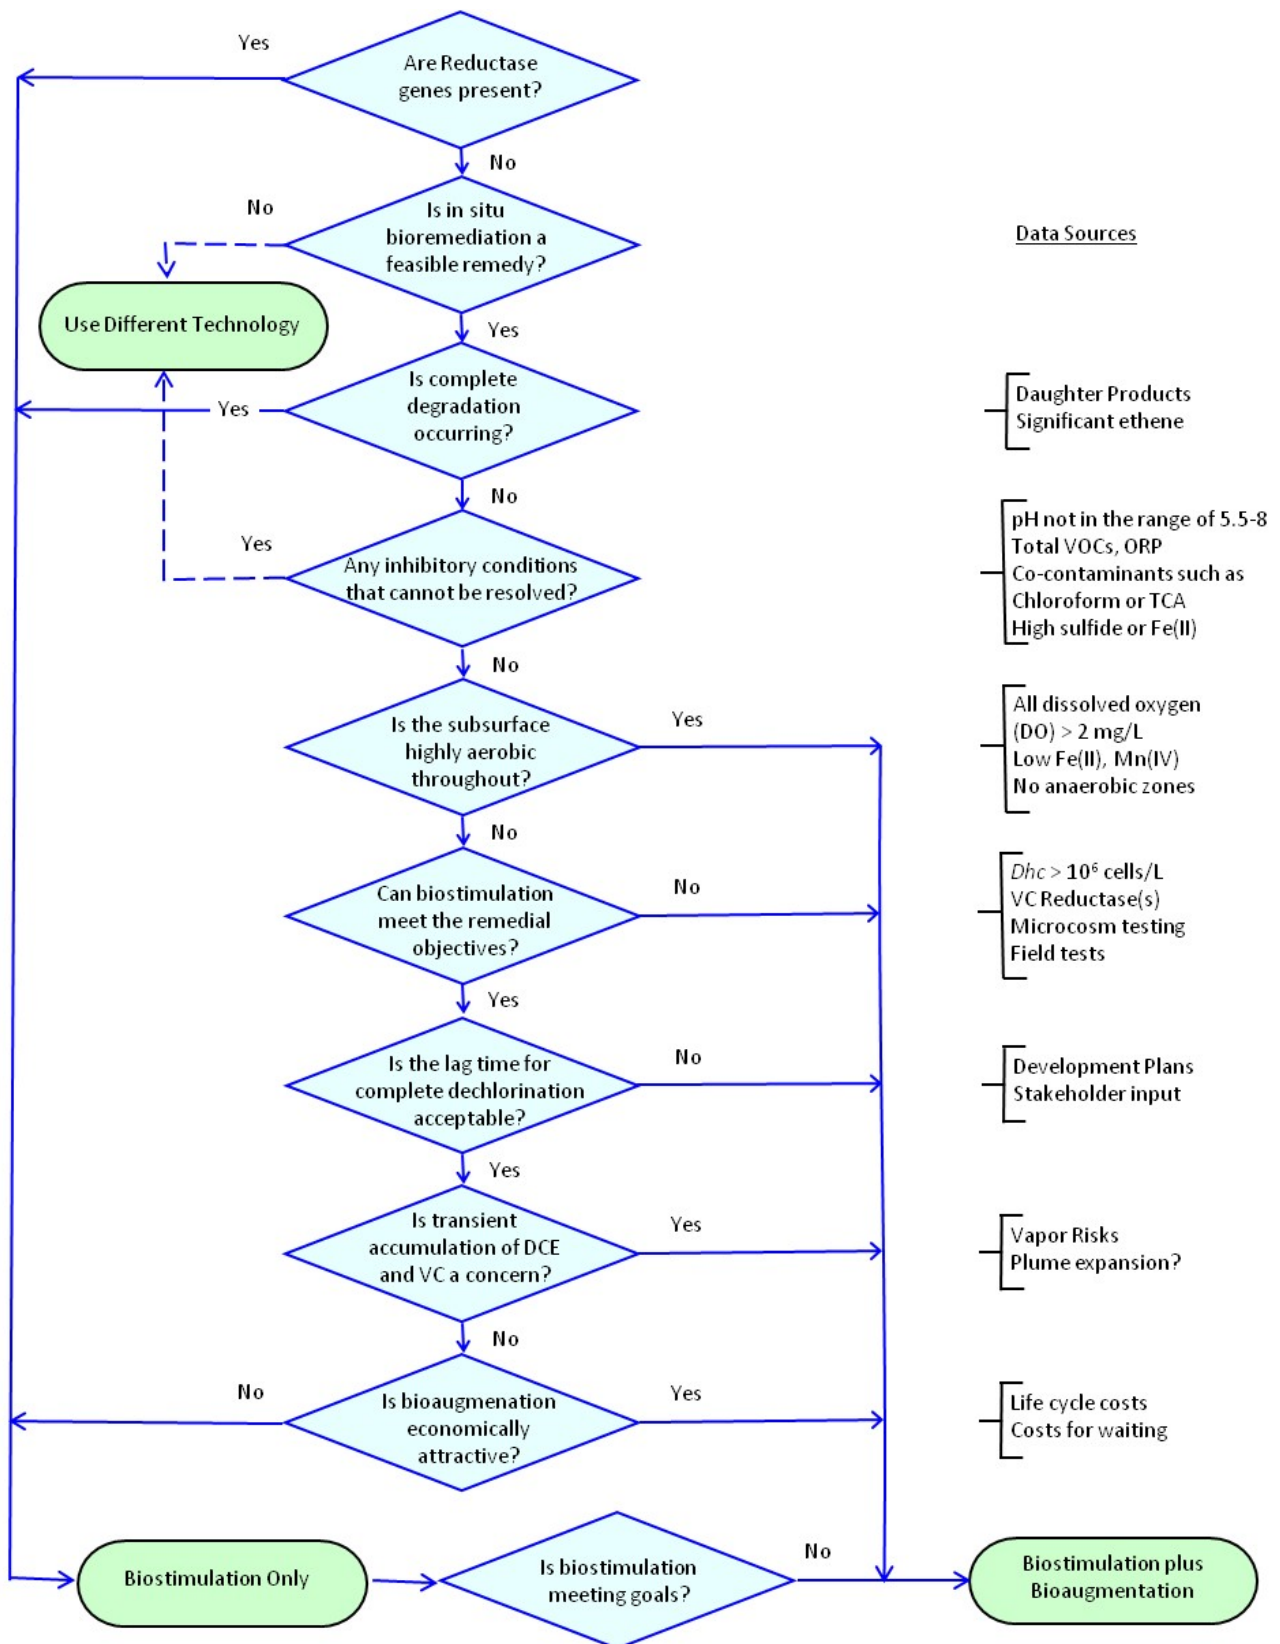 Yes
Are Reductase
genes present?
No
No
Is in situ
bioremediation a
feasible remedy?
Data Sources
Use Different Technology
Yes
Is complete
degradation
occurring?
Yes
Daughter Products
Significant ethene
No
Yes
Any inhibitory conditions
that cannot be resolved?
pH not in the range of 5.5-8
Total VOCs, ORP
Co-contaminants such as
Chloroform or TCA
High sulfide or Fe(II)
No
Is the subsurface
highly aerobic
throughout?
Yes
All dissolved oxygen
(DO) > 2 mg/L
Low Fe(II), Mn(IV)
No anaerobic zones
No
Can biostimulation
meet the remedial
objectives?
No
Dhc > 10⁶ cells/L
VC Reductase(s)
Microcosm testing
Field tests
Yes
Is the lag time for
complete dechlorination
acceptable?
No
Development Plans
Stakeholder input
Yes
Is transient
accumulation of DCE
and VC a concern?
Yes
Vapor Risks
Plume expansion?
No
No
Is bioaugmenation
economically
attractive?
Yes
Life cycle costs
Costs for waiting
Biostimulation Only
Is biostimulation
meeting goals?
No
Biostimulation plus
Bioaugmentation